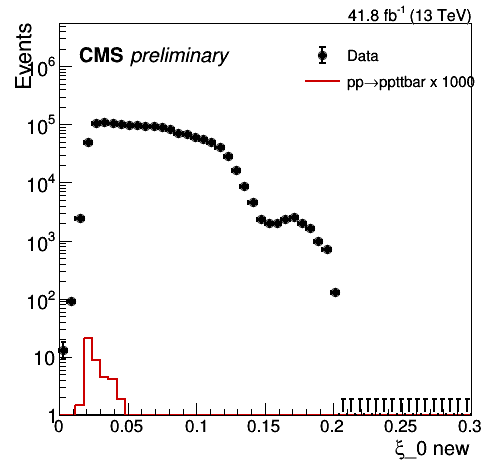 41.8 fb⁻¹ (13 TeV)
Events
CMS preliminary
Data
pp→ppttbar x 1000
10⁶
10⁵
10⁴
10³
10²
10
1
0 0.05 0.1 0.15 0.2 0.25 0.3
ξ_0 new